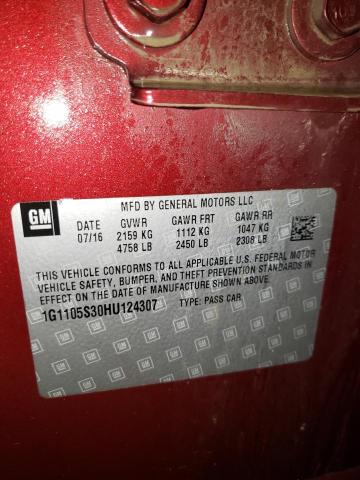 GM
MFD BY GENERAL MOTORS LLC
DATE GVWR GAWR FRT GAWR RR
07/16 2159 KG 1112 KG 1047 KG
4758 LB 2450 LB 2308 LB
THIS VEHICLE CONFORMS TO ALL APPLICABLE U.S. FEDERAL MOTOR
VEHICLE SAFETY, BUMPER, AND THEFT PREVENTION STANDARDS IN
EFFECT ON THE DATE OF MANUFACTURE SHOWN ABOVE.
1G1105S30HU124307 TYPE: PASS CAR